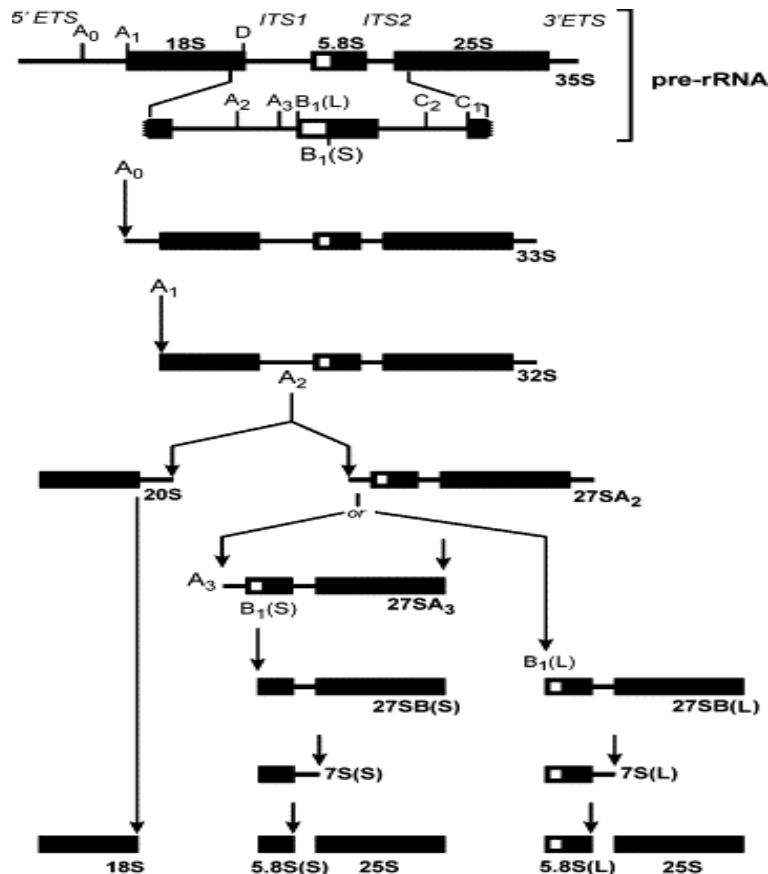 5' ETS ITS1 ITS2 3'ETS
A₀ A₁ 18S D 5.8S 25S
35S
pre-rRNA
A₂ A₃ B₁(L) C₂ C₁
B₁(S)
A₀
33S
A₁
32S
A₂
20S 27SA₂
or
A₃ 27SA₃
B₁(S)
B₁(L)
27SB(S) 27SB(L)
7S(S) 7S(L)
18S 5.8S(S) 25S 5.8S(L) 25S